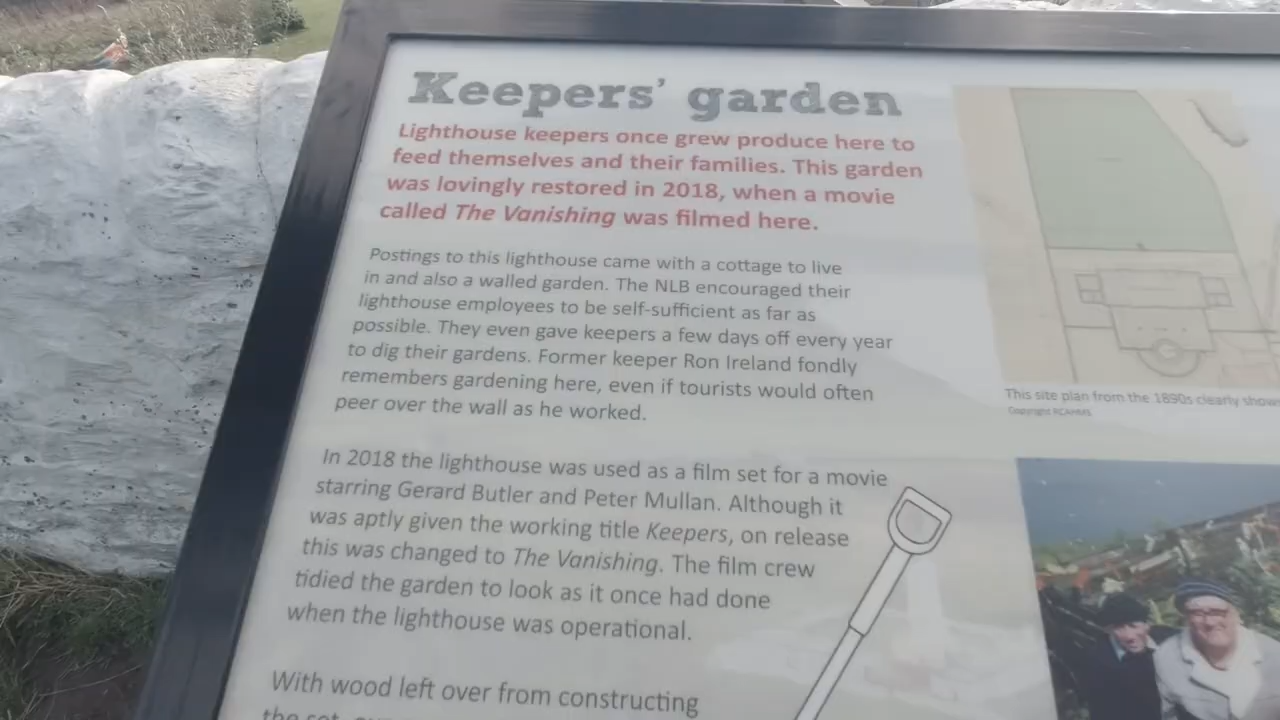 Keepers' garden
Lighthouse keepers once grew produce here to
feed themselves and their families. This garden
was lovingly restored in 2018, when a movie
called The Vanishing was filmed here.
Postings to this lighthouse came with a cottage to live
in and also a walled garden. The NLB encouraged their
lighthouse employees to be self-sufficient as far as
possible. They even gave keepers a few days off every year
to dig their gardens. Former keeper Ron Ireland fondly
remembers gardening here, even if tourists would often
peer over the wall as he worked.
In 2018 the lighthouse was used as a film set for a movie
starring Gerard Butler and Peter Mullan. Although it
was aptly given the working title Keepers, on release
this was changed to The Vanishing. The film crew
tidied the garden to look as it once had done
when the lighthouse was operational.
With wood left over from constructing
the set,
This site plan from the 1890s clearly show
Copyright RCAHMS